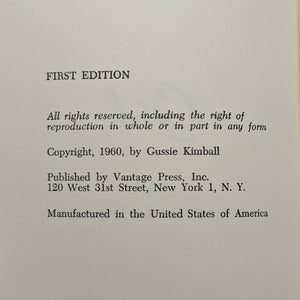 FIRST EDITION
All rights reserved, including the right of
reproduction in whole or in part in any form
Copyright, 1960, by Gussie Kimball
Published by Vantage Press, Inc.
120 West 31st Street, New York 1, N. Y.
Manufactured in the United States of America